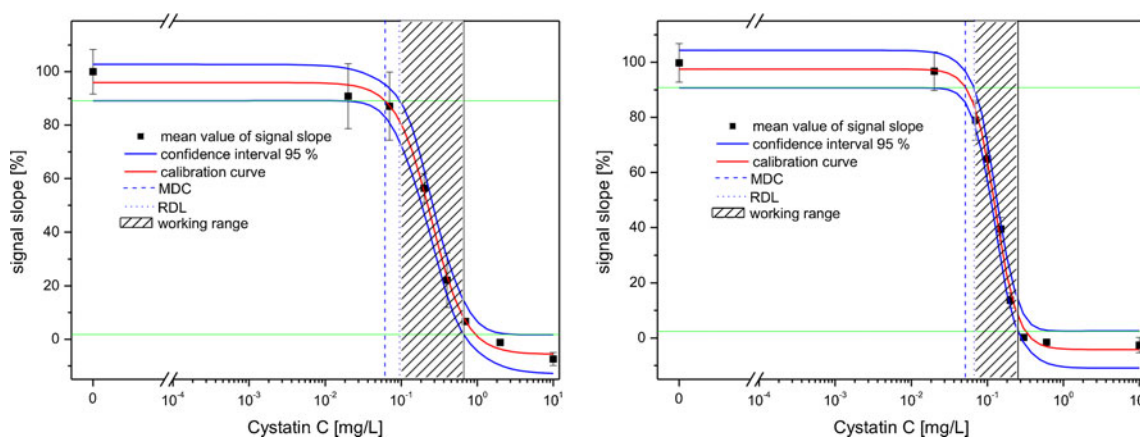 signal slope [%]
100
80
60
40
20
0
mean value of signal slope
confidence interval 95 %
calibration curve
MDC
RDL
working range
0
10-4
10-3
10-2
10-1
100
101
Cystatin C [mg/L]
signal slope [%]
100
80
60
40
20
0
mean value of signal slope
confidence interval 95 %
calibration curve
MDC
RDL
working range
0
10-4
10-3
10-2
10-1
100
10
Cystatin C [mg/L]